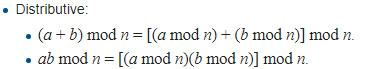 • Distributive:
• (a + b) mod n = [(a mod n) + (b mod n)] mod n.
• ab mod n = [(a mod n)(b mod n)] mod n.